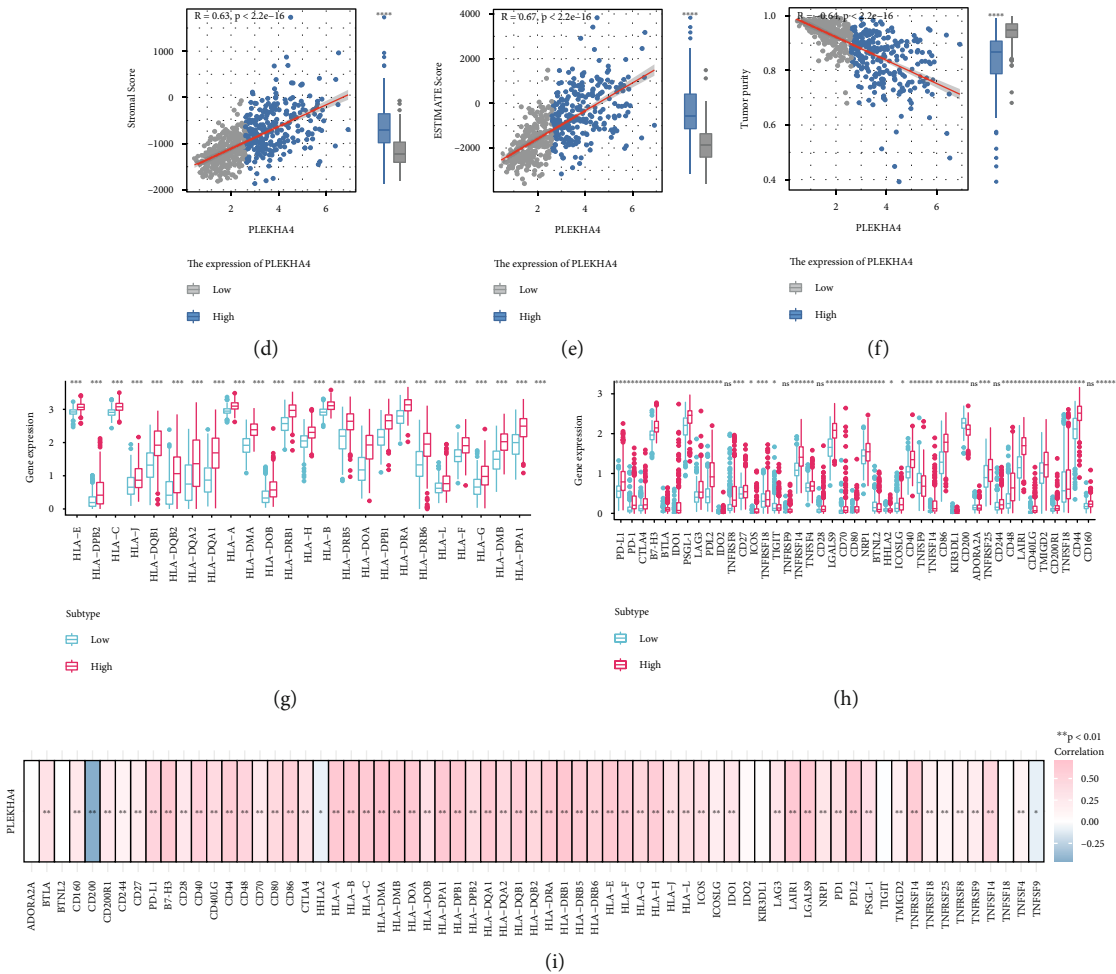 R = 0.63, p < 2.2e−16
****
Stromal Score
1000
0
−1000
−2000
2
4
6
PLEKHA4
The expression of PLEKHA4
Low
High
(d)
R = 0.67, p < 2.2e−16
****
ESTIMATE Score
4000
2000
0
−2000
2
4
6
PLEKHA4
The expression of PLEKHA4
Low
High
(e)
R = −0.64, p < 2.2e−16
****
Tumor purity
1.0
0.8
0.6
0.4
2
4
6
PLEKHA4
The expression of PLEKHA4
Low
High
(f)
*** *** *** *** *** *** *** *** *** *** *** *** *** *** *** *** *** *** *** *** *** *** *** ***
Gene expression
3
2
1
0
HLA−E
HLA−DPB2
HLA−C
HLA−J
HLA−DQB1
HLA−DQB2
HLA−DQA2
HLA−DQA1
HLA−A
HLA−DMA
HLA−DOB
HLA−DRB1
HLA−H
HLA−B
HLA−DRB5
HLA−DOA
HLA−DPB1
HLA−DRA
HLA−DRB6
HLA−L
HLA−F
HLA−G
HLA−DMB
HLA−DPA1
Subtype
Low
High
(g)
Gene expression
3
2
1
0
PD-L1
PD-1
CTLA4
B7-H3
BTLA
IDO1
PSGL-1
LAG3
PDL2
IDO2
TNFRSF8
CD27
ICOS
TNFRSF18
TIGIT
TNFRSF9
TNFRSF14
TNFSF4
CD28
LGALS9
CD70
CD80
NRP1
BTNL2
HHLA2
ICOSLG
CD40
TNFSF9
TNFSF14
CD86
KIR3DL1
CD200
ADORA2A
TNFRSF25
CD244
CD48
LAIR1
CD40LG
TMIGD2
CD200R1
TNFSF18
CD44
CD160
Subtype
Low
High
(h)
**p < 0.01
Correlation
0.50
0.25
0.00
−0.25
PLEKHA4
ADORA2A
BTLA
BTNL2
CD160
CD200
CD200R1
CD244
CD27
PD-L1
B7-H3
CD28
CD40
CD40LG
CD44
CD48
CD70
CD80
CD86
CTLA4
HHLA2
HLA-A
HLA-B
HLA-C
HLA-DMA
HLA-DMB
HLA-DOA
HLA-DOB
HLA-DPA1
HLA-DPB1
HLA-DPB2
HLA-DQA1
HLA-DQA2
HLA-DQB1
HLA-DQB2
HLA-DRA
HLA-DRB1
HLA-DRB5
HLA-DRB6
HLA-E
HLA-F
HLA-G
HLA-H
HLA-J
HLA-L
ICOS
ICOSLG
IDO1
IDO2
KIR3DL1
LAG3
LAIR1
LGALS9
NRP1
PD1
PDL2
PSGL-1
TIGIT
TMIGD2
TNFRSF14
TNFRSF18
TNFRSF25
TNFRSF8
TNFRSF9
TNFSF14
TNFSF18
TNFSF4
TNFSF9
(i)